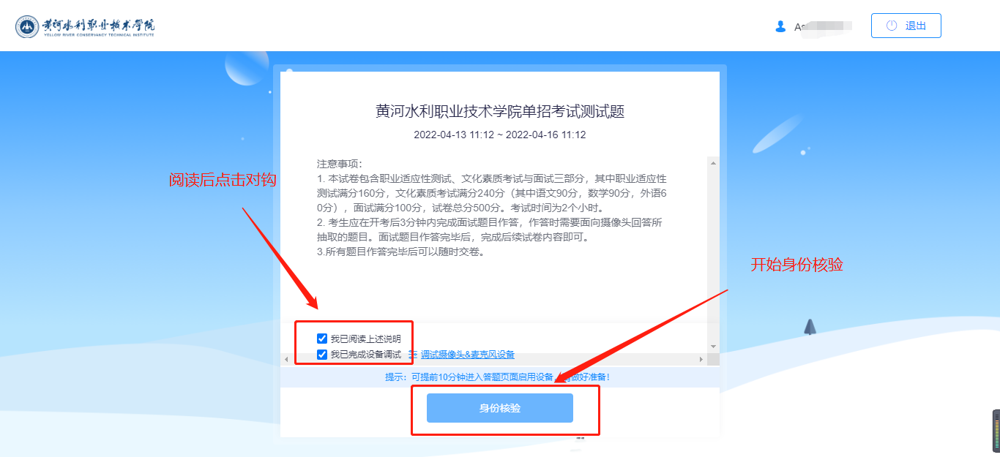 黄河水利职业技术学院
YELLOW RIVER CONSERVANCY TECHNICAL INSTITUTE
退出
黄河水利职业技术学院单招考试测试题
2022-04-13 11:12 ~ 2022-04-16 11:12
注意事项：
1. 本试卷包含职业适应性测试、文化素质考试与面试三部分，其中职业适应性
测试满分160分，文化素质考试满分240分（其中语文90分，数学90分，外语6
0分），面试满分100分，试卷总分500分。考试时间为2个小时。
2. 考生应在开考后3分钟内完成面试题目作答，作答时需要面向摄像头回答所
抽取的题目。面试题目作答完毕后，完成后续试卷内容即可。
3.所有题目作答完毕后可以随时交卷。
阅读后点击对钩
开始身份核验
我已阅读上述说明
我已完成设备调试 调试摄像头&麦克风设备
提示：可提前10分钟进入答题页面启用设备，做好准备！
身份核验